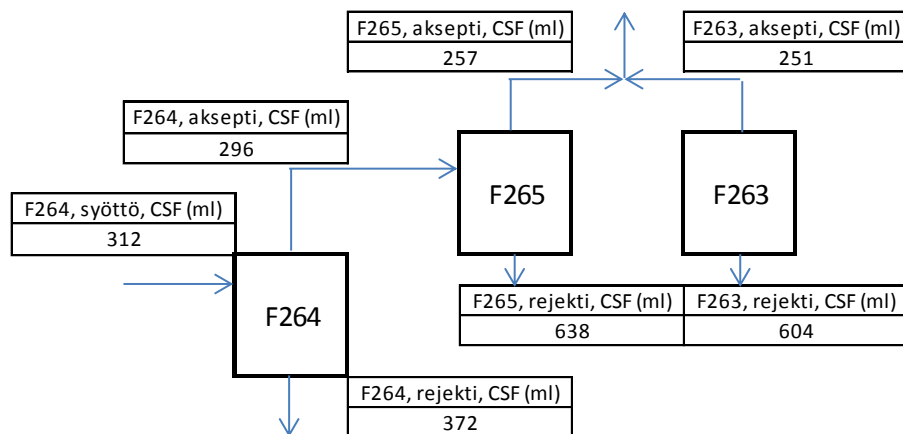 F265, aksepti, CSF (ml)
257
F263, aksepti, CSF (ml)
251
F264, aksepti, CSF (ml)
296
F265
F263
F264, syöttö, CSF (ml)
312
F264
F265, rejekti, CSF (ml)
638
F263, rejekti, CSF (ml)
604
F264, rejekti, CSF (ml)
372